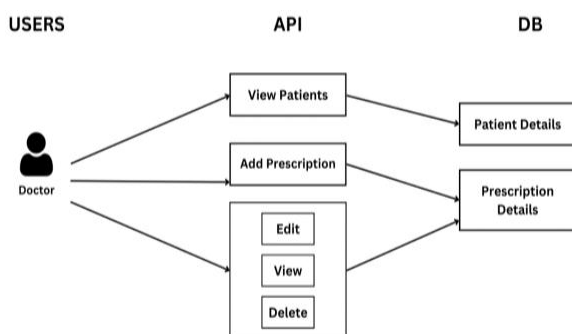 USERS
API
DB
View Patients
Patient Details
Add Prescription
Doctor
Prescription
Details
Edit
View
Delete